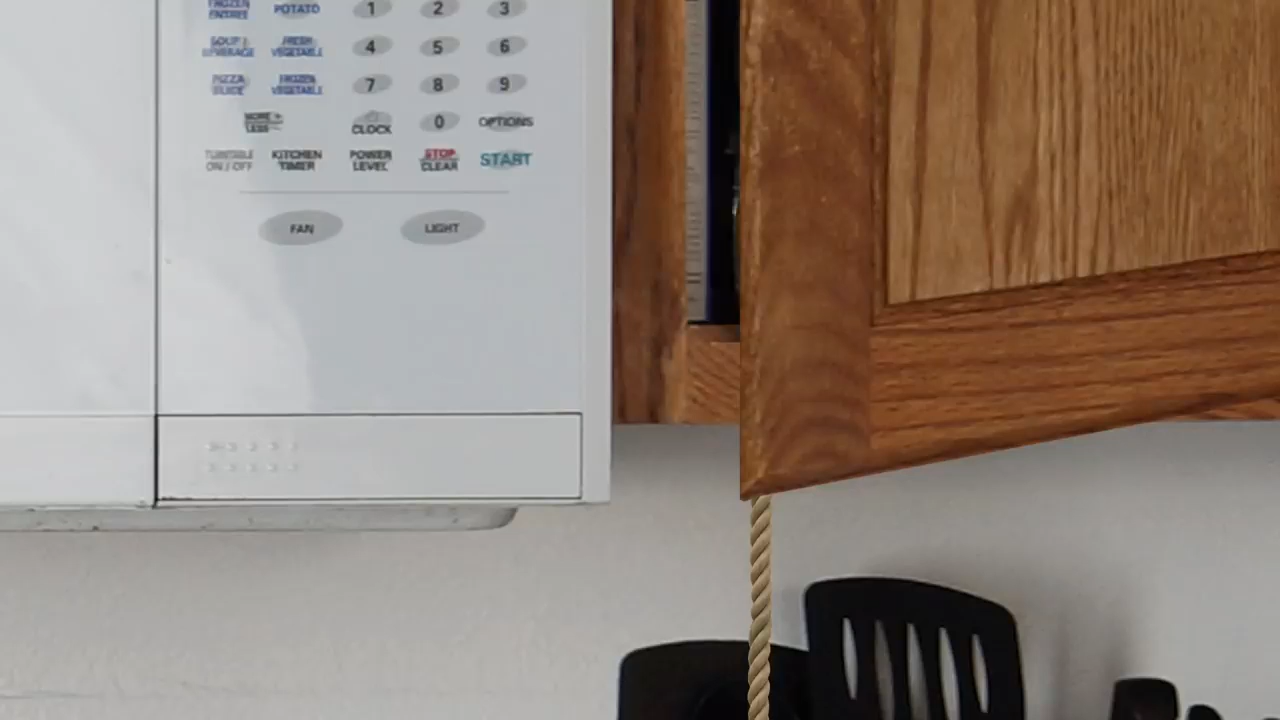 FROZEN ENTREE
POTATO
1 2 3
SOUP / BEVERAGE
FRESH VEGETABLE
4 5 6
PIZZA SLICE
FROZEN VEGETABLE
7 8 9
MORE
LESS
CLOCK
0
OPTIONS
TURNTABLE ON / OFF
KITCHEN TIMER
POWER LEVEL
STOP CLEAR
START
FAN
LIGHT